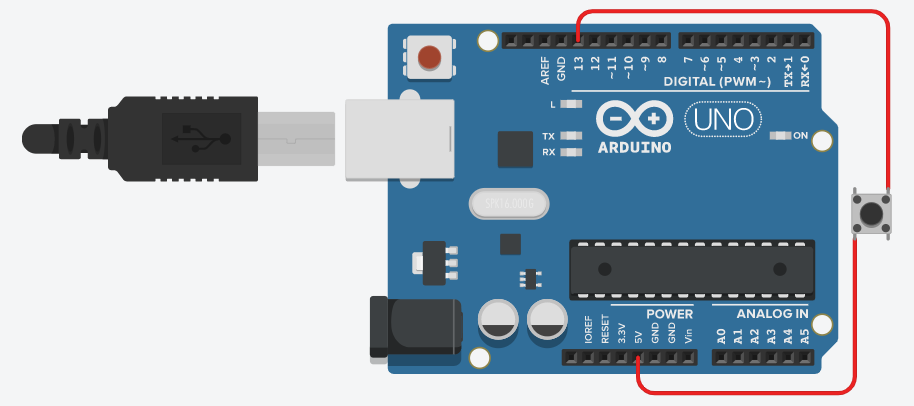 AREF
GND
13
12
~11
~10
~9
8
7
~6
~5
4
~3
2
TX→1
RX←0
DIGITAL (PWM~)
L
TX
RX
UNO
ON
ARDUINO
SPK16.000G
POWER
ANALOG IN
IOREF
RESET
3.3V
5V
GND
GND
Vin
A0
A1
A2
A3
A4
A5